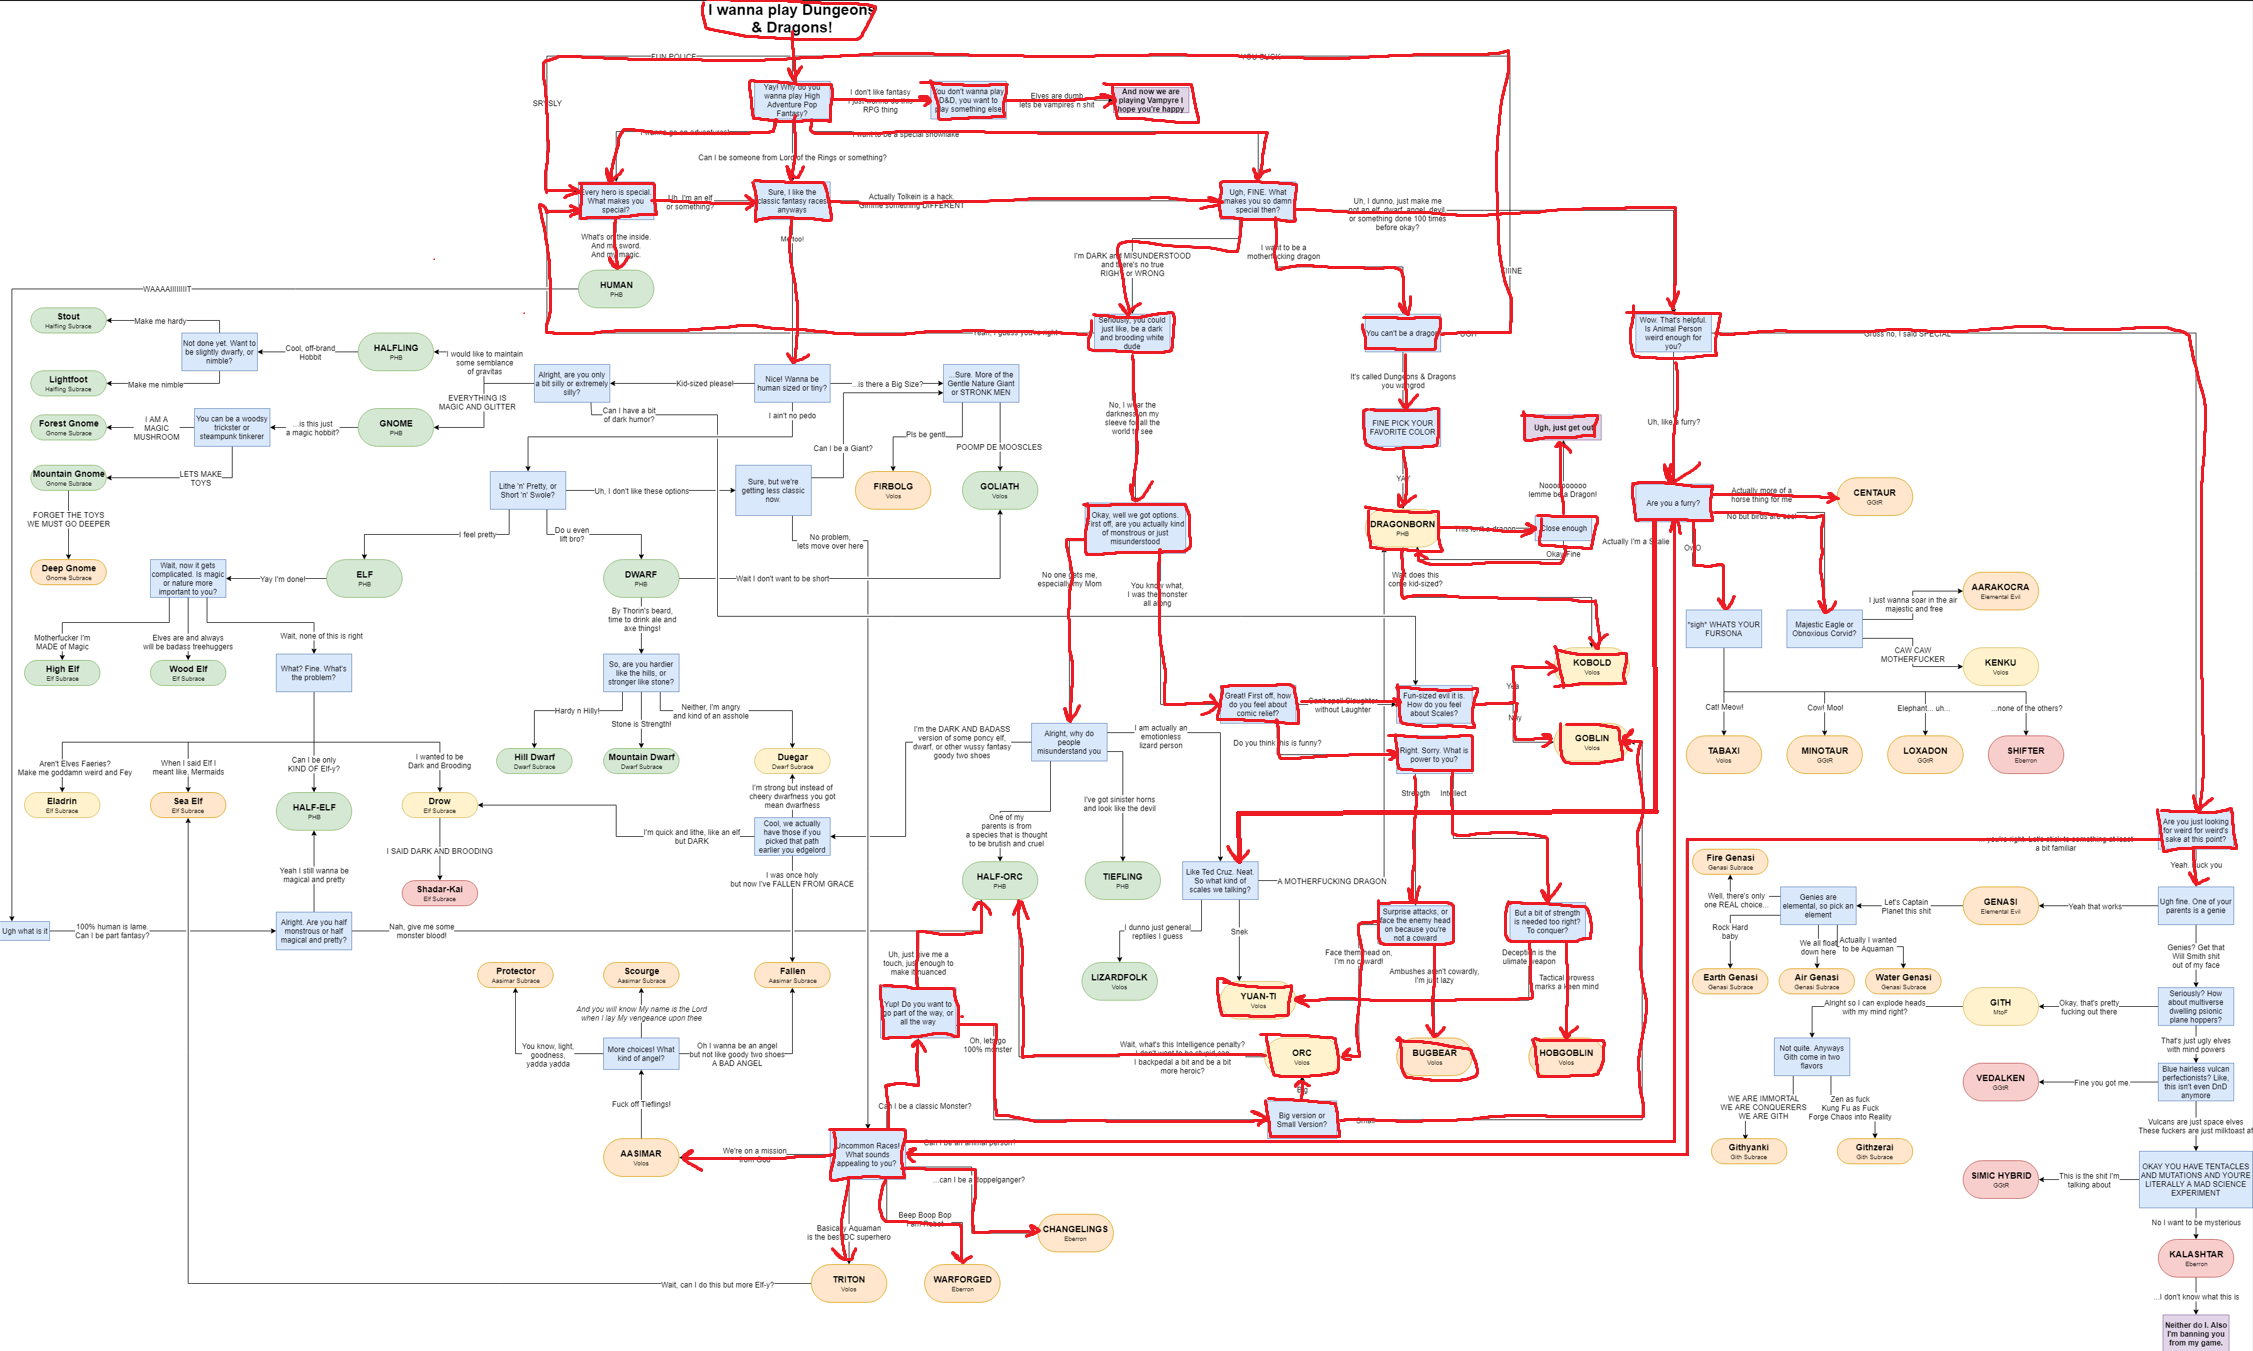 I wanna play Dungeons
& Dragons!
FUN POLICE
YOU SUCK
SRYSLY
Yay! Why do you
wanna play High
Adventure Pop
Fantasy?
I don't like fantasy
I just wanna do this
RPG thing
You don't wanna play
D&D, you want to
play something else
Elves are dumb
lets be vampires n shit
And now we are
playing Vampyre I
hope you're happy
I wanna go on adventures!
I want to be a special snowflake
Can I be someone from Lord of the Rings or something?
Every hero is special.
What makes you
special?
Uh, I'm an elf
or something?
Sure, I like the
classic fantasy races
anyways
Actually Tolkein is a hack.
Gimme something DIFFERENT
Ugh, FINE. What
makes you so damn
special then?
Uh, I dunno, just make me
not an elf, dwarf, angel, devil
or something done 100 times
before okay?
What's on the inside.
And my sword.
And my magic.
Me too!
I'm DARK and MISUNDERSTOOD
and there's no true
RIGHT or WRONG
I want to be a
motherfucking dragon
FIIINE
HUMAN
PHB
WAAAAIIIIIIIIT
Stout
Halfling Subrace
Make me hardy
Not done yet. Want to
be slightly dwarfy, or
nimble?
Cool, off-brand
Hobbit
HALFLING
PHB
I would like to maintain
some semblance
of gravitas
Lightfoot
Halfling Subrace
Make me nimble
Alright, are you only
a bit silly or extremely
silly?
Kid-sized please!
Nice! Wanna be
human sized or tiny?
...is there a Big Size?
...Sure. More of the
Gentle Nature Giant
or STRONK MEN
Yeah, I guess you're right
Seriously, you could
just like, be a dark
and brooding white
dude
You can't be a dragon
UGH
Wow. That's helpful.
Is Animal Person
weird enough for
you?
Gross no, I said SPECIAL
EVERYTHING IS
MAGIC AND GLITTER
Can I have a bit
of dark humor?
I ain't no pedo
It's called Dungeons & Dragons
you wangrod
Forest Gnome
Gnome Subrace
I AM A
MAGIC
MUSHROOM
You can be a woodsy
trickster or
steampunk tinkerer
...is this just
a magic hobbit?
GNOME
PHB
Pls be gentl
Can I be a Giant?
POOMP DE MOOSCLES
No, I wear the
darkness on my
sleeve for all the
world to see
FINE PICK YOUR
FAVORITE COLOR
Ugh, just get out
Uh, like a furry?
Mountain Gnome
Gnome Subrace
LETS MAKE
TOYS
Lithe 'n' Pretty, or
Short 'n' Swole?
Uh, I don't like these options
Sure, but we're
getting less classic
now.
FIRBOLG
Volos
GOLIATH
Volos
YAY
Nooooooooo
lemme be a Dragon!
Are you a furry?
Actually more of a
horse thing for me
CENTAUR
GGtR
No but birds are cool
FORGET THE TOYS
WE MUST GO DEEPER
I feel pretty
Do u even
lift bro?
No problem,
lets move over here
Okay, well we got options.
First off, are you actually kind
of monstrous or just
misunderstood
DRAGONBORN
PHB
This isn't a dragon
Close enough
Okay Fine
Actually I'm a Scalie
OwO
Deep Gnome
Gnome Subrace
Wait, now it gets
complicated. Is magic
or nature more
important to you?
Yay I'm done!
ELF
PHB
DWARF
PHB
Wait I don't want to be short
No one gets me,
especially my Mom
You know what,
I was the monster
all along
Wait does this
come kid-sized?
I just wanna soar in the air
majestic and free
AARAKOCRA
Elemental Evil
By Thorin's beard,
time to drink ale and
axe things!
*sigh* WHATS YOUR
FURSONA
Majestic Eagle or
Obnoxious Corvid?
CAW CAW
MOTHERFUCKER
KENKU
Volos
Motherfucker I'm
MADE of Magic
Elves are and always
will be badass treehuggers
Wait, none of this is right
High Elf
Elf Subrace
Wood Elf
Elf Subrace
What? Fine. What's
the problem?
So, are you hardier
like the hills, or
stronger like stone?
KOBOLD
Volos
Yea
Nay
Great! First off, how
do you feel about
comic relief?
Can't spell Slaughter
without Laughter
Fun-sized evil it is.
How do you feel
about Scales?
Cat! Meow!
Cow! Moo!
Elephant... uh...
...none of the others?
Hardy n Hilly!
Stone is Strength!
Neither, I'm angry
and kind of an asshole
I'm the DARK AND BADASS
version of some poncy elf,
dwarf, or other wussy fantasy
goody two shoes
Alright, why do
people
misunderstand you
I am actually an
emotionless
lizard person
Do you think this is funny?
Right. Sorry. What is
power to you?
GOBLIN
Volos
TABAXI
Volos
MINOTAUR
GGtR
LOXADON
GGtR
SHIFTER
Eberron
Aren't Elves Faeries?
Make me goddamn weird and Fey
When I said Elf I
meant like, Mermaids
Can I be only
KIND OF Elf-y?
I wanted to be
Dark and Brooding
Hill Dwarf
Dwarf Subrace
Mountain Dwarf
Dwarf Subrace
Duegar
Dwarf Subrace
Eladrin
Elf Subrace
Sea Elf
Elf Subrace
HALF-ELF
PHB
Drow
Elf Subrace
I'm strong but instead of
cheery dwarfness you got
mean dwarfness
I've got sinister horns
and look like the devil
Strength
Intellect
I'm quick and lithe, like an elf
but DARK
Cool, we actually
have those if you
picked that path
earlier you edgelord
One of my
parents is from
a species that is thought
to be brutish and cruel
Are you just looking
for weird for weird's
sake at this point?
...you're right. Let's stick to something at least
a bit familiar
I SAID DARK AND BROODING
Yeah I still wanna be
magical and pretty
I was once holy
but now I've FALLEN FROM GRACE
Shadar-Kai
Elf Subrace
HALF-ORC
PHB
TIEFLING
PHB
Like Ted Cruz. Neat.
So what kind of
scales we talking?
A MOTHERFUCKING DRAGON
Fire Genasi
Genasi Subrace
Yeah. Fuck you
Well, there's only
one REAL choice...
Genies are
elemental, so pick an
element
Let's Captain
Planet this shit
GENASI
Elemental Evil
Yeah that works
Ugh fine. One of your
parents is a genie
Ugh what is it
100% human is lame.
Can I be part fantasy?
Alright. Are you half
monstrous or half
magical and pretty?
Nah, give me some
monster blood!
I dunno just general
reptiles I guess
Snek
Surprise attacks, or
face the enemy head
on because you're
not a coward
But a bit of strength
is needed too right?
To conquer?
Rock Hard
baby
We all float
down here
Actually I wanted
to be Aquaman
Genies? Get that
Will Smith shit
out of my face
Protector
Aasimar Subrace
Scourge
Aasimar Subrace
Fallen
Aasimar Subrace
Uh, just give me a
touch, just enough to
make it nuanced
LIZARDFOLK
Volos
Face them head on,
I'm no coward!
Ambushes aren't cowardly,
I'm just lazy
Deception is the
ulimate weapon
Tactical prowess
marks a keen mind
Earth Genasi
Genasi Subrace
Air Genasi
Genasi Subrace
Water Genasi
Genasi Subrace
And you will know My name is the Lord
when I lay My vengeance upon thee
Yup! Do you want to
go part of the way, or
all the way
YUAN-TI
Volos
Alright so I can explode heads
with my mind right?
GITH
MtoF
Okay, that's pretty
fucking out there
Seriously? How
about multiverse
dwelling psionic
plane hoppers?
You know, light,
goodness,
yadda yadda
More choices! What
kind of angel?
Oh I wanna be an angel
but not like goody two shoes
A BAD ANGEL
Oh, lets go
100% monster
Wait, what's this Intelligence penalty?
I don't want to be stupid can
I backpedal a bit and be a bit
more heroic?
ORC
Volos
BUGBEAR
Volos
HOBGOBLIN
Volos
Not quite. Anyways
Gith come in two
flavors
That's just ugly elves
with mind powers
Fuck off Tieflings!
Can I be a classic Monster?
Big
Big version or
Small Version?
Small
WE ARE IMMORTAL
WE ARE CONQUERERS
WE ARE GITH
Zen as fuck
Kung Fu as Fuck
Forge Chaos into Reality
VEDALKEN
GGtR
Fine you got me.
Blue hairless vulcan
perfectionists? Like,
this isn't even DnD
anymore
AASIMAR
Volos
We're on a mission
from God
Uncommon Races!
What sounds
appealing to you?
Can I be an animal person?
Githyanki
Gith Subrace
Githzerai
Gith Subrace
Vulcans are just space elves
These fuckers are just milktoast af
...can I be a Doppelganger?
SIMIC HYBRID
GGtR
This is the shit I'm
talking about
OKAY YOU HAVE TENTACLES
AND MUTATIONS AND YOU'RE
LITERALLY A MAD SCIENCE
EXPERIMENT
Basically Aquaman
is the best DC superhero
Beep Boop Bop
I'am Robot
CHANGELINGS
Eberron
No I want to be mysterious
Wait, can I do this but more Elf-y?
TRITON
Volos
WARFORGED
Eberron
KALASHTAR
Eberron
...I don't know what this is
Neither do I. Also
I'm banning you
from my game.